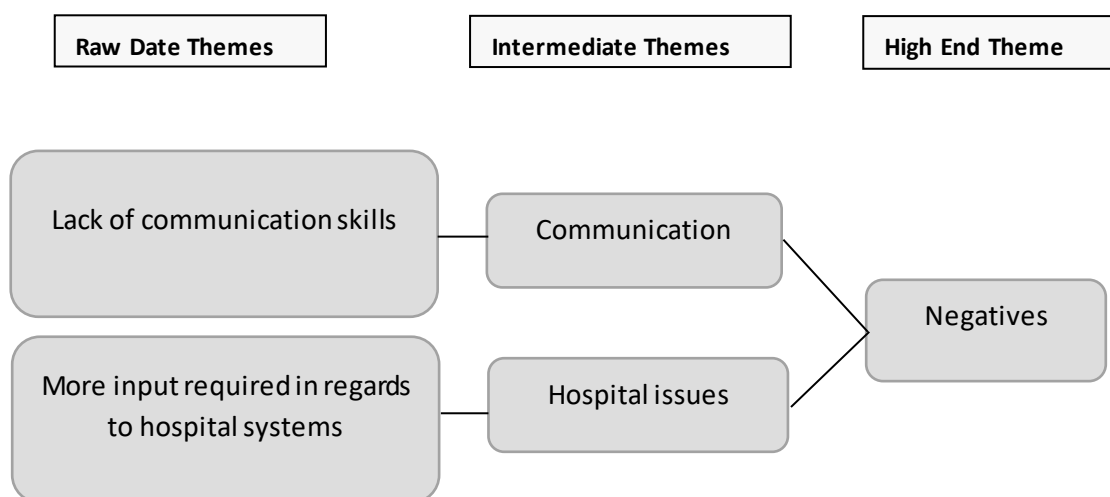 Raw Date Themes
Intermediate Themes
High End Theme
Lack of communication skills
Communication
Negatives
More input required in regards
to hospital systems
Hospital issues